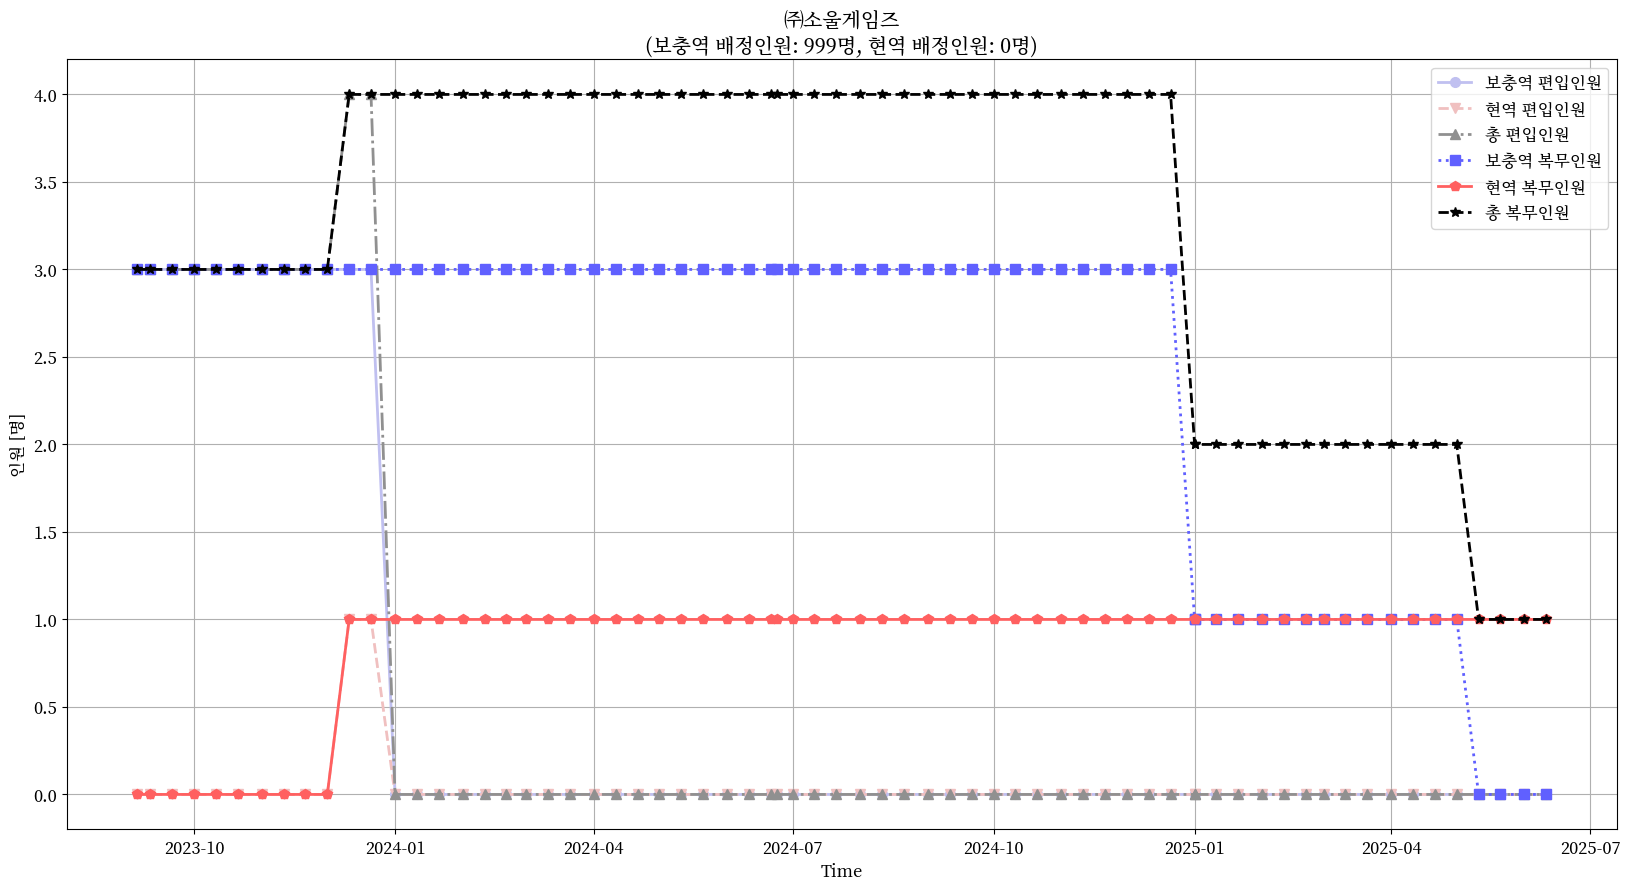 ㈜소울게임즈
(보충역 배정인원: 999명, 현역 배정인원: 0명)
보충역 편입인원
현역 편입인원
총 편입인원
보충역 복무인원
현역 복무인원
총 복무인원
인원 [명]
4.0
3.5
3.0
2.5
2.0
1.5
1.0
0.5
0.0
2023-10
2024-01
2024-04
2024-07
2024-10
2025-01
2025-04
2025-07
Time